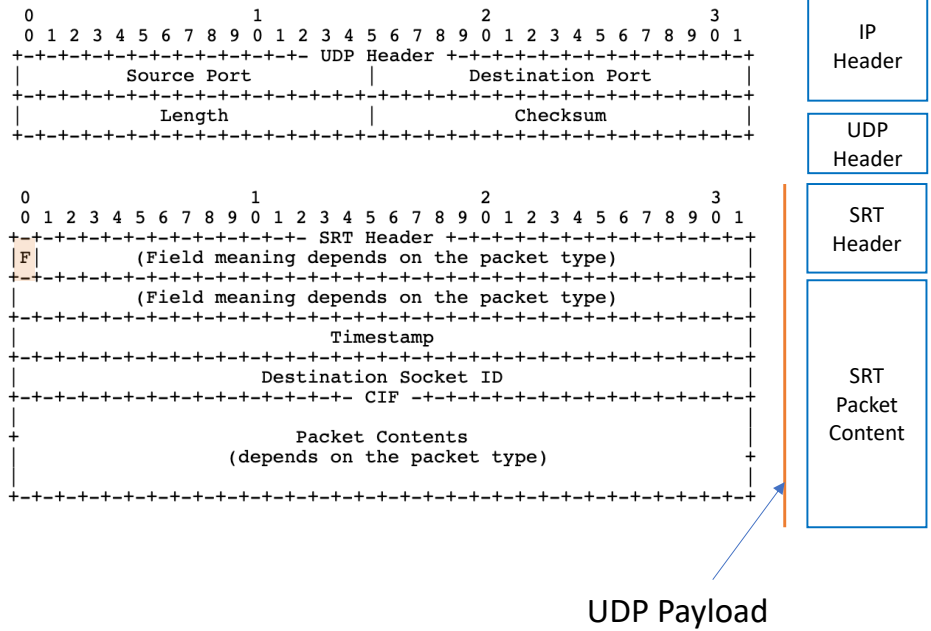 0                   1                   2                   3
0 1 2 3 4 5 6 7 8 9 0 1 2 3 4 5 6 7 8 9 0 1 2 3 4 5 6 7 8 9 0 1
+-+-+-+-+-+-+-+-+-+-+-+-+- UDP Header +-+-+-+-+-+-+-+-+-+-+-+-+-+
|          Source Port          |       Destination Port        |
+-+-+-+-+-+-+-+-+-+-+-+-+-+-+-+-+-+-+-+-+-+-+-+-+-+-+-+-+-+-+-+-+
|            Length             |           Checksum            |
+-+-+-+-+-+-+-+-+-+-+-+-+-+-+-+-+-+-+-+-+-+-+-+-+-+-+-+-+-+-+-+-+
0                   1                   2                   3
0 1 2 3 4 5 6 7 8 9 0 1 2 3 4 5 6 7 8 9 0 1 2 3 4 5 6 7 8 9 0 1
+-+-+-+-+-+-+-+-+-+-+-+-+- SRT Header +-+-+-+-+-+-+-+-+-+-+-+-+-+
|F|        (Field meaning depends on the packet type)           |
+-+-+-+-+-+-+-+-+-+-+-+-+-+-+-+-+-+-+-+-+-+-+-+-+-+-+-+-+-+-+-+-+
|          (Field meaning depends on the packet type)           |
+-+-+-+-+-+-+-+-+-+-+-+-+-+-+-+-+-+-+-+-+-+-+-+-+-+-+-+-+-+-+-+-+
|                           Timestamp                           |
+-+-+-+-+-+-+-+-+-+-+-+-+-+-+-+-+-+-+-+-+-+-+-+-+-+-+-+-+-+-+-+-+
|                     Destination Socket ID                     |
+-+-+-+-+-+-+-+-+-+-+-+-+-+-+- CIF -+-+-+-+-+-+-+-+-+-+-+-+-+-+-+
|                                                               |
+                        Packet Contents                        |
|                  (depends on the packet type)                 +
|                                                               |
+-+-+-+-+-+-+-+-+-+-+-+-+-+-+-+-+-+-+-+-+-+-+-+-+-+-+-+-+-+-+-+-+
IP
Header
UDP
Header
SRT
Header
SRT
Packet
Content
UDP Payload